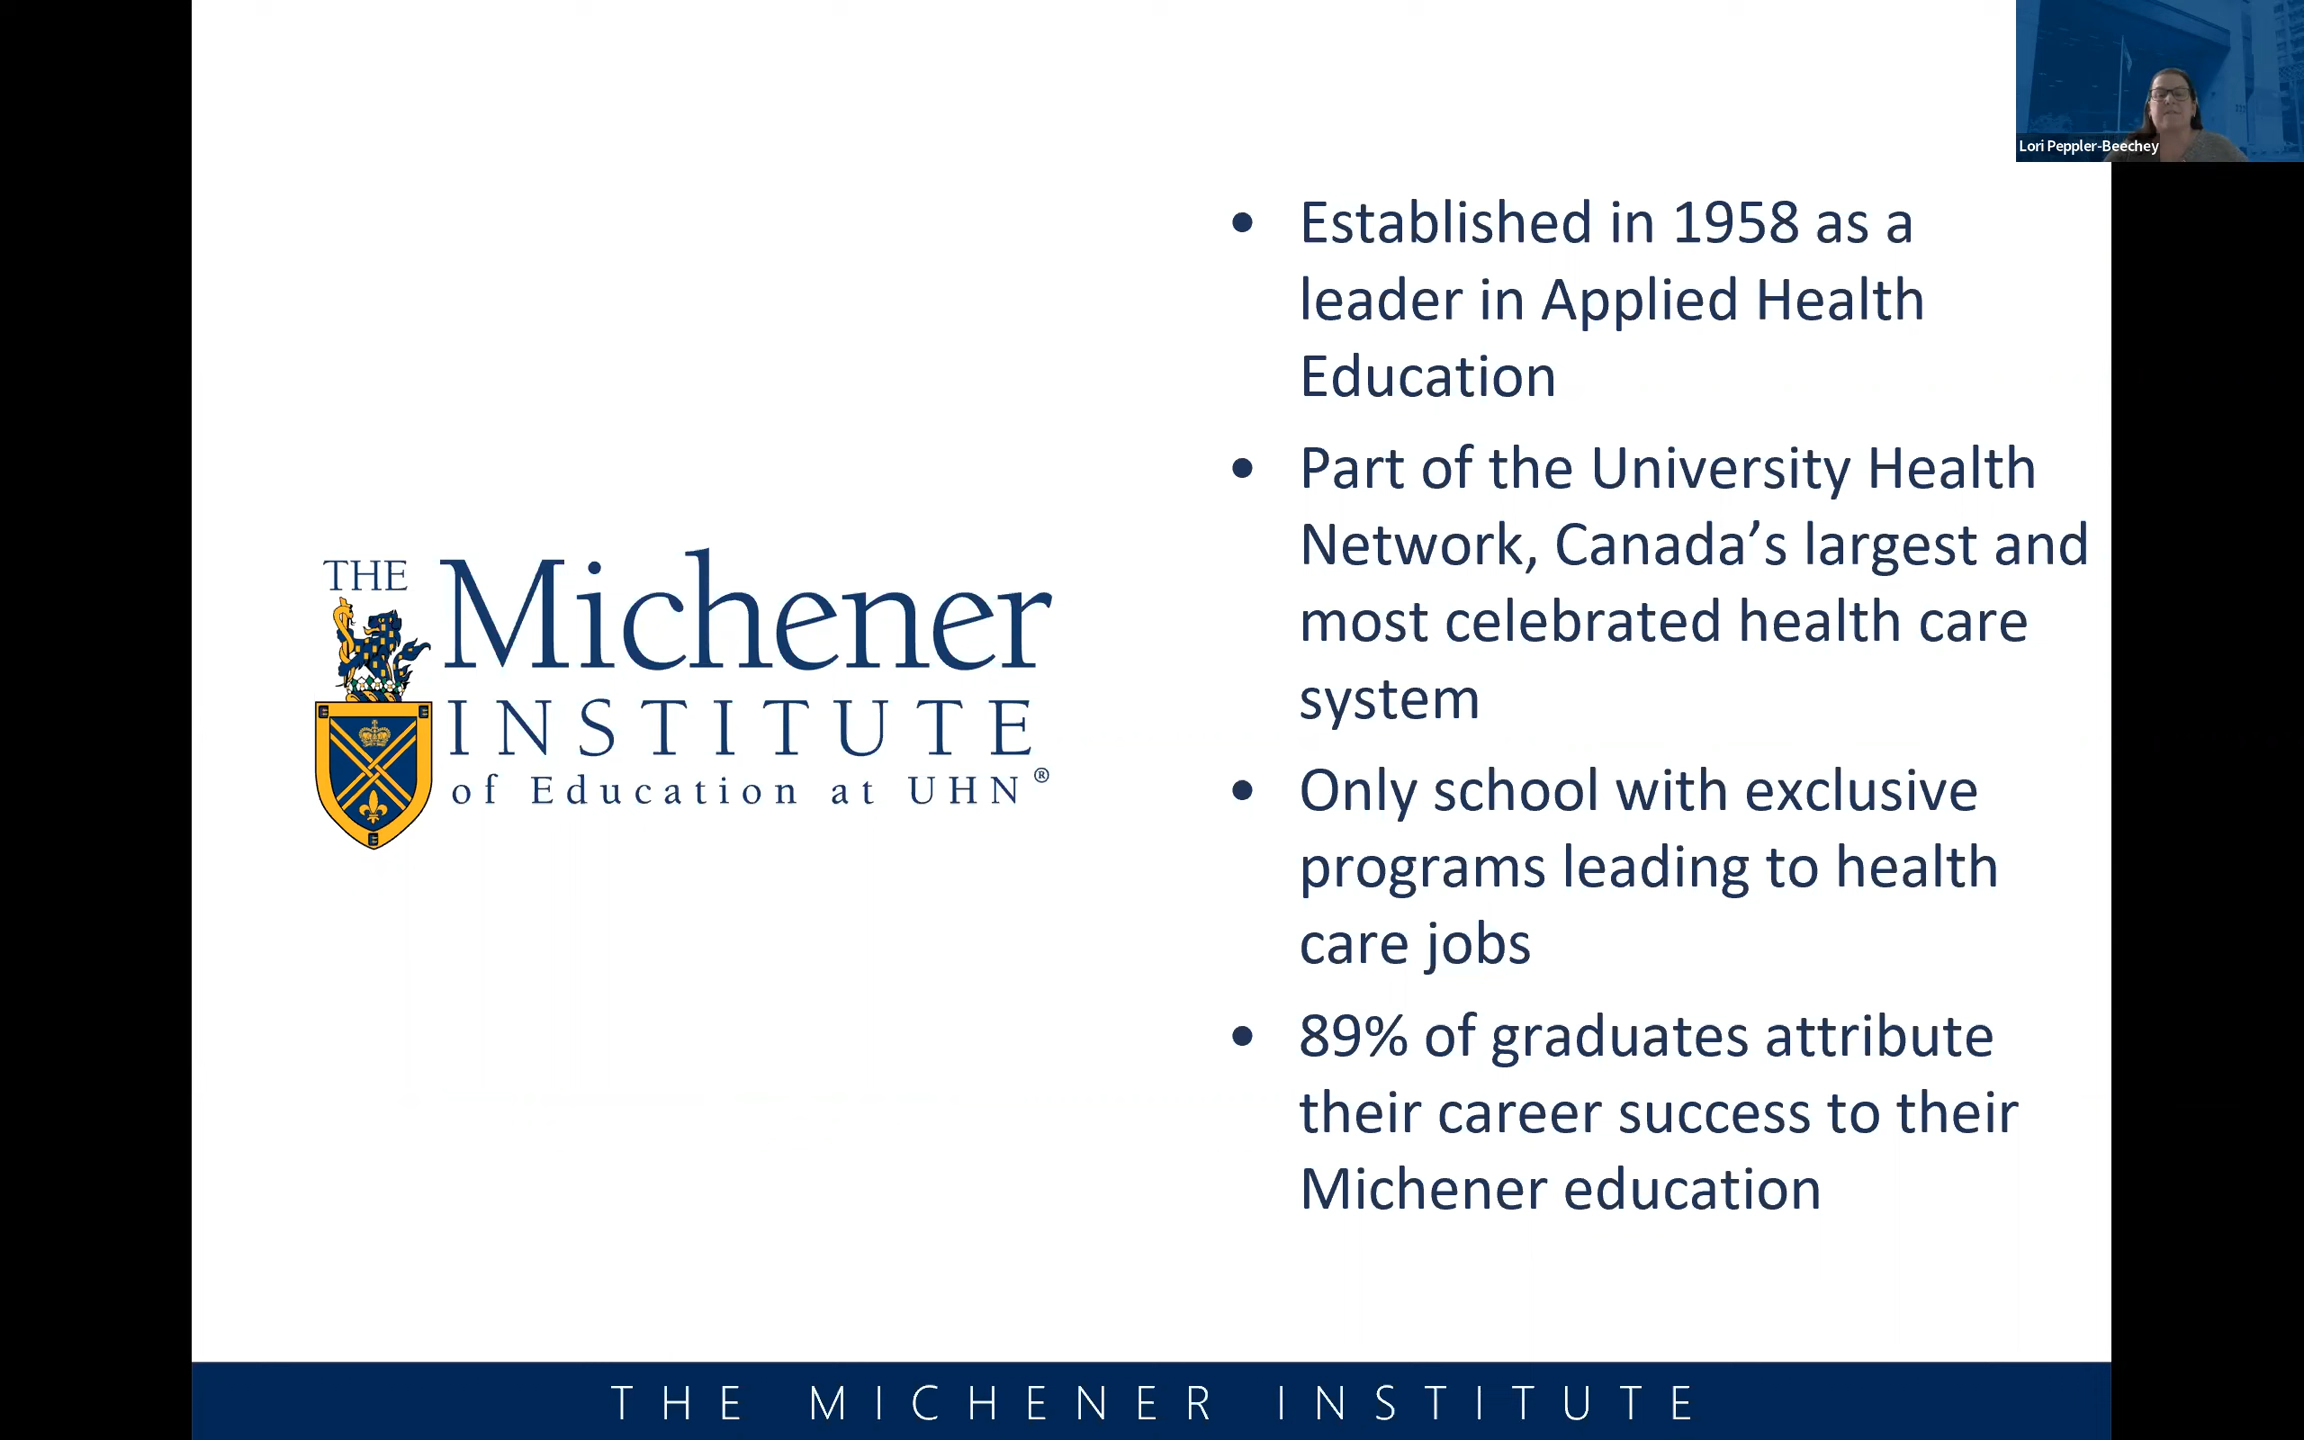 Lori Peppler-Beechey
• Established in 1958 as a
leader in Applied Health
Education
• Part of the University Health
Network, Canada’s largest and
most celebrated health care
system
• Only school with exclusive
programs leading to health
care jobs
• 89% of graduates attribute
their career success to their
Michener education
THE
Michener
INSTITUTE
of Education at UHN®
THE MICHENER INSTITUTE